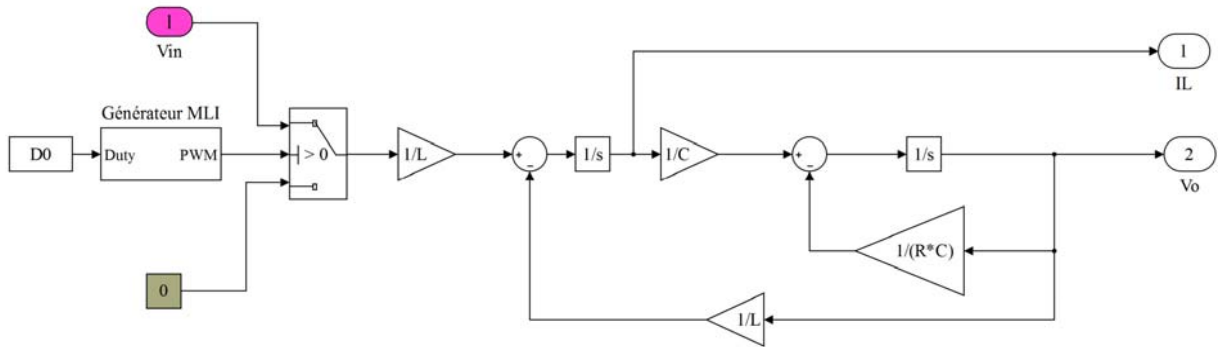 1
Vin
1
IL
Générateur MLI
D0
Duty
PWM
> 0
1/L
+
−
1/s
1/C
+
−
1/s
2
Vo
1/(R*C)
0
1/L